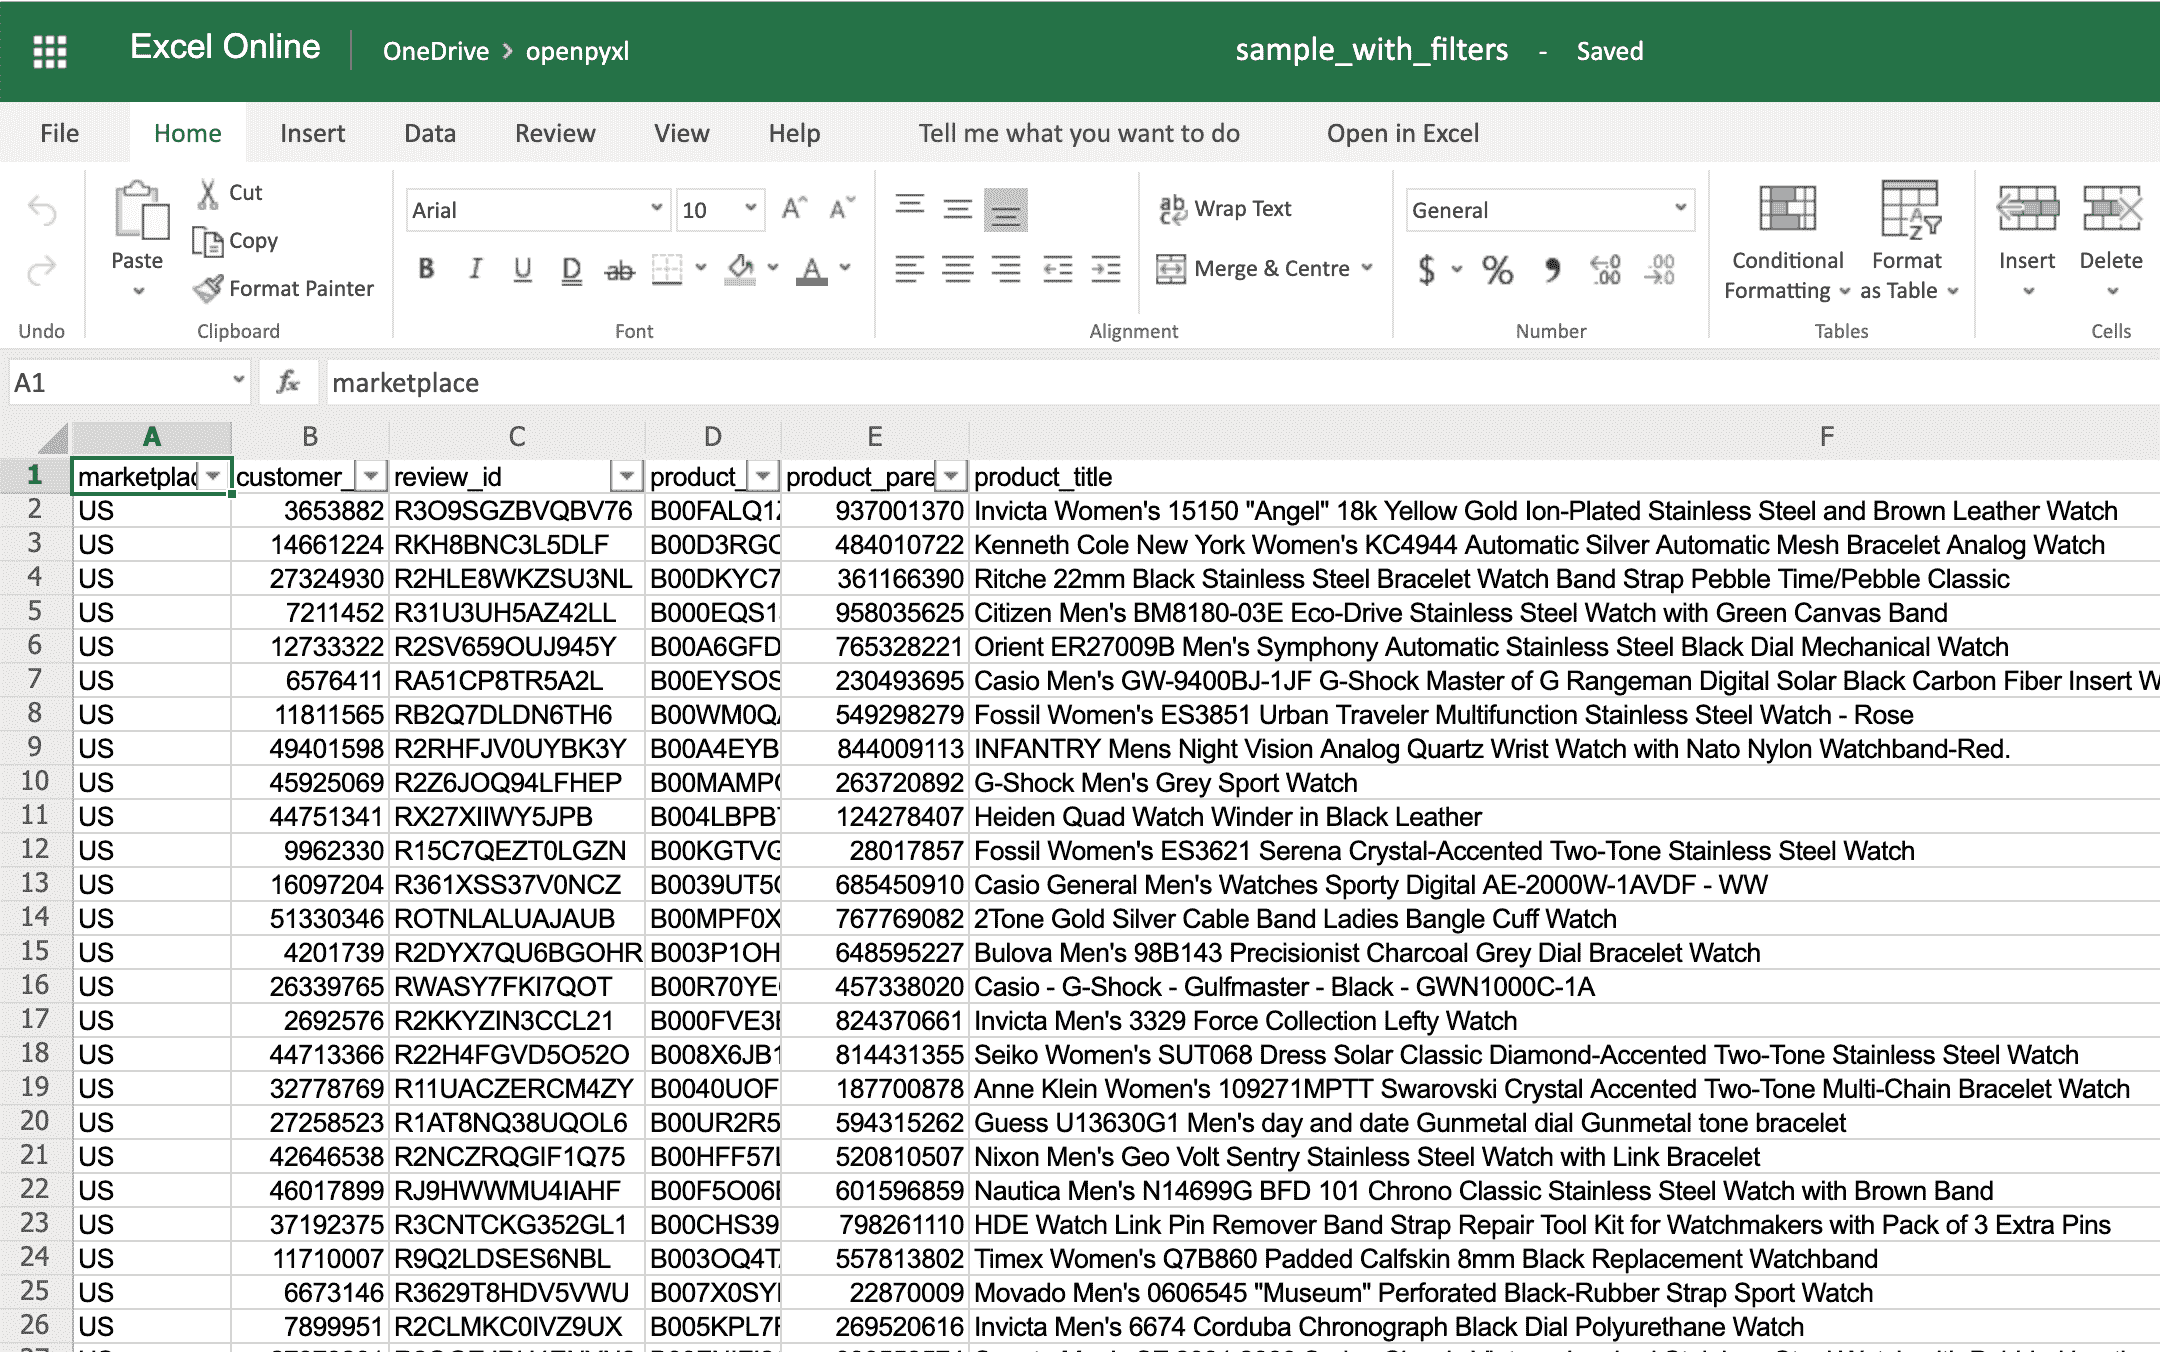 Excel Online OneDrive > openpyxl sample_with_filters - Saved
File Home Insert Data Review View Help Tell me what you want to do Open in Excel
Cut
Copy
Format Painter
Paste
Arial 10
Wrap Text
Merge & Centre
General
$ % , .00 .00
Conditional Formatting
Format as Table
Insert
Delete
Undo Clipboard Font Alignment Number Tables Cells
A1 fx marketplace
A B C D E F
1 marketplac customer_ review_id product_ product_pare product_title
2 US 3653882 R3O9SGZBVQBV76 B00FALQ1 937001370 Invicta Women's 15150 "Angel" 18k Yellow Gold Ion-Plated Stainless Steel and Brown Leather Watch
3 US 14661224 RKH8BNC3L5DLF B00D3RGO 484010722 Kenneth Cole New York Women's KC4944 Automatic Silver Automatic Mesh Bracelet Analog Watch
4 US 27324930 R2HLE8WKZSU3NL B00DKYC7 361166390 Ritche 22mm Black Stainless Steel Bracelet Watch Band Strap Pebble Time/Pebble Classic
5 US 7211452 R31U3UH5AZ42LL B000EQS1 958035625 Citizen Men's BM8180-03E Eco-Drive Stainless Steel Watch with Green Canvas Band
6 US 12733322 R2SV659OUJ945Y B00A6GFD 765328221 Orient ER27009B Men's Symphony Automatic Stainless Steel Black Dial Mechanical Watch
7 US 6576411 RA51CP8TR5A2L B00EYSOS 230493695 Casio Men's GW-9400BJ-1JF G-Shock Master of G Rangeman Digital Solar Black Carbon Fiber Insert W
8 US 11811565 RB2Q7DLDN6TH6 B00WM0QA 549298279 Fossil Women's ES3851 Urban Traveler Multifunction Stainless Steel Watch - Rose
9 US 49401598 R2RHFJV0UYBK3Y B00A4EYB 844009113 INFANTRY Mens Night Vision Analog Quartz Wrist Watch with Nato Nylon Watchband-Red.
10 US 45925069 R2Z6JOQ94LFHEP B00MAMP 263720892 G-Shock Men's Grey Sport Watch
11 US 44751341 RX27XIIWY5JPB B004LBPB 124278407 Heiden Quad Watch Winder in Black Leather
12 US 9962330 R15C7QEZT0LGZN B00KGTVG 28017857 Fossil Women's ES3621 Serena Crystal-Accented Two-Tone Stainless Steel Watch
13 US 16097204 R361XSS37V0NCZ B0039UT5 685450910 Casio General Men's Watches Sporty Digital AE-2000W-1AVDF - WW
14 US 51330346 ROTNLALUAJAUB B00MPF0X 767769082 2Tone Gold Silver Cable Band Ladies Bangle Cuff Watch
15 US 4201739 R2DYX7QU6BGOHR B003P1OH 648595227 Bulova Men's 98B143 Precisionist Charcoal Grey Dial Bracelet Watch
16 US 26339765 RWASY7FKI7QOT B00R70YE 457338020 Casio - G-Shock - Gulfmaster - Black - GWN1000C-1A
17 US 2692576 R2KKYZIN3CCL21 B000FVE3 824370661 Invicta Men's 3329 Force Collection Lefty Watch
18 US 44713366 R22H4FGVD5O52O B008X6JB1 814431355 Seiko Women's SUT068 Dress Solar Classic Diamond-Accented Two-Tone Stainless Steel Watch
19 US 32778769 R11UACZERCM4ZY B0040UOF 187700878 Anne Klein Women's 109271MPTT Swarovski Crystal Accented Two-Tone Multi-Chain Bracelet Watch
20 US 27258523 R1AT8NQ38UQOL6 B00UR2R5 594315262 Guess U13630G1 Men's day and date Gunmetal dial Gunmetal tone bracelet
21 US 42646538 R2NCZRQGIF1Q75 B00HFF57 520810507 Nixon Men's Geo Volt Sentry Stainless Steel Watch with Link Bracelet
22 US 46017899 RJ9HWWMU4IAHF B00F5O06 601596859 Nautica Men's N14699G BFD 101 Chrono Classic Stainless Steel Watch with Brown Band
23 US 37192375 R3CNTCKG352GL1 B00CHS39 798261110 HDE Watch Link Pin Remover Band Strap Repair Tool Kit for Watchmakers with Pack of 3 Extra Pins
24 US 11710007 R9Q2LDSES6NBL B003OQ4T 557813802 Timex Women's Q7B860 Padded Calfskin 8mm Black Replacement Watchband
25 US 6673146 R3629T8HDV5VWU B007X0SY 22870009 Movado Men's 0606545 "Museum" Perforated Black-Rubber Strap Sport Watch
26 US 7899951 R2CLMKC0IVZ9UX B005KPL7 269520616 Invicta Men's 6674 Corduba Chronograph Black Dial Polyurethane Watch